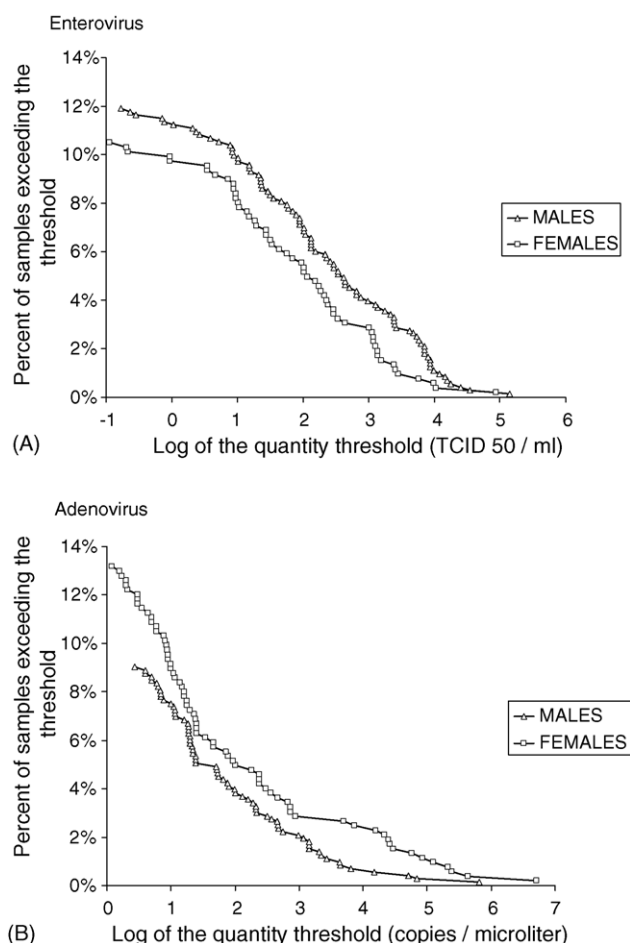 Enterovirus
14%
12%
10%
8%
6%
4%
2%
0%
Percent of samples exceeding the
threshold
MALES
FEMALES
-1 0 1 2 3 4 5 6
(A) Log of the quantity threshold (TCID 50 / ml)
Adenovirus
14%
12%
10%
8%
6%
4%
2%
0%
Percent of samples exceeding the
threshold
MALES
FEMALES
0 1 2 3 4 5 6 7
(B) Log of the quantity threshold (copies / microliter)